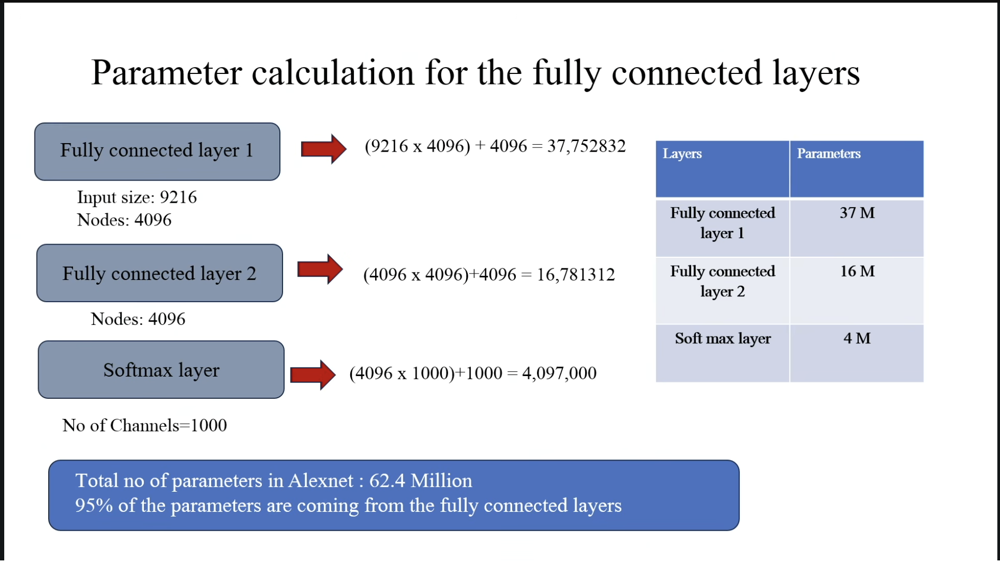 Parameter calculation for the fully connected layers
Fully connected layer 1
(9216 x 4096) + 4096 = 37,752832
Input size: 9216
Nodes: 4096
Fully connected layer 2
(4096 x 4096)+4096 = 16,781312
Nodes: 4096
Softmax layer
(4096 x 1000)+1000 = 4,097,000
No of Channels=1000
Layers
Parameters
Fully connected
layer 1
37 M
Fully connected
layer 2
16 M
Soft max layer
4 M
Total no of parameters in Alexnet : 62.4 Million
95% of the parameters are coming from the fully connected layers